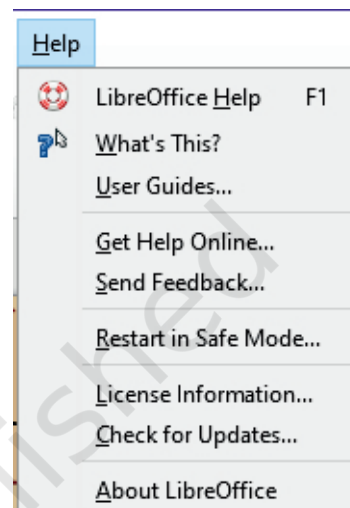 Help
LibreOffice Help F1
What's This?
User Guides...
Get Help Online...
Send Feedback...
Restart in Safe Mode...
License Information...
Check for Updates...
About LibreOffice